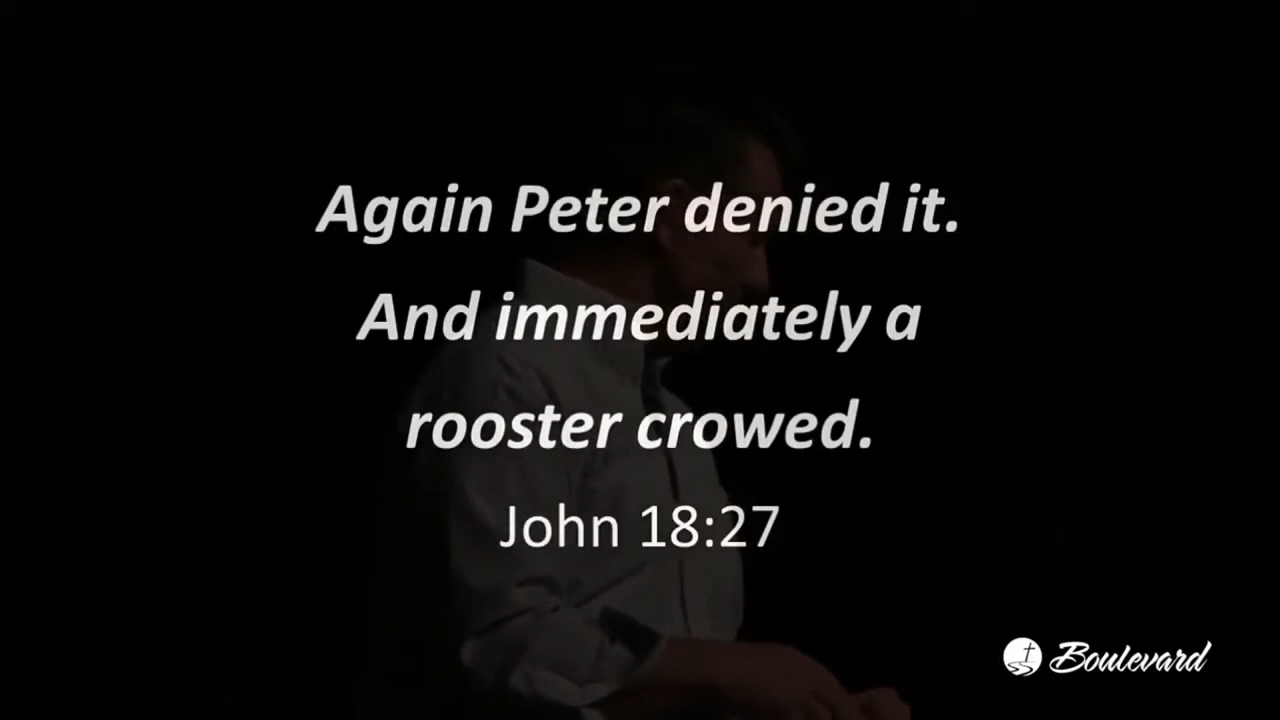 Again Peter denied it.
And immediately a
rooster crowed.
John 18:27
Boulevard